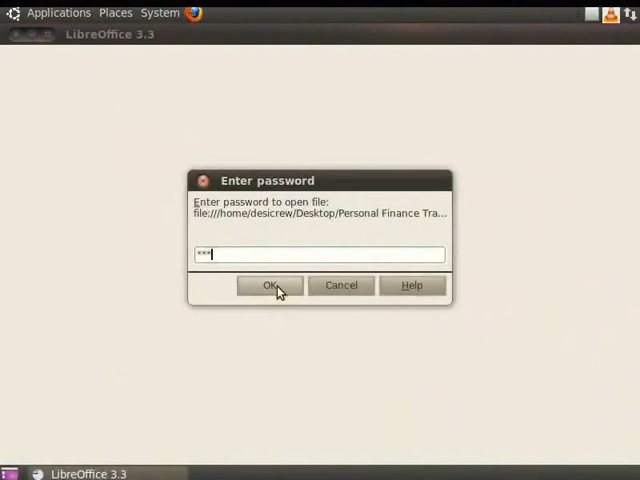 Applications Places System
LibreOffice 3.3
Enter password
Enter password to open file:
file:///home/desicrew/Desktop/Personal Finance Tra...
***
OK Cancel Help
LibreOffice 3.3